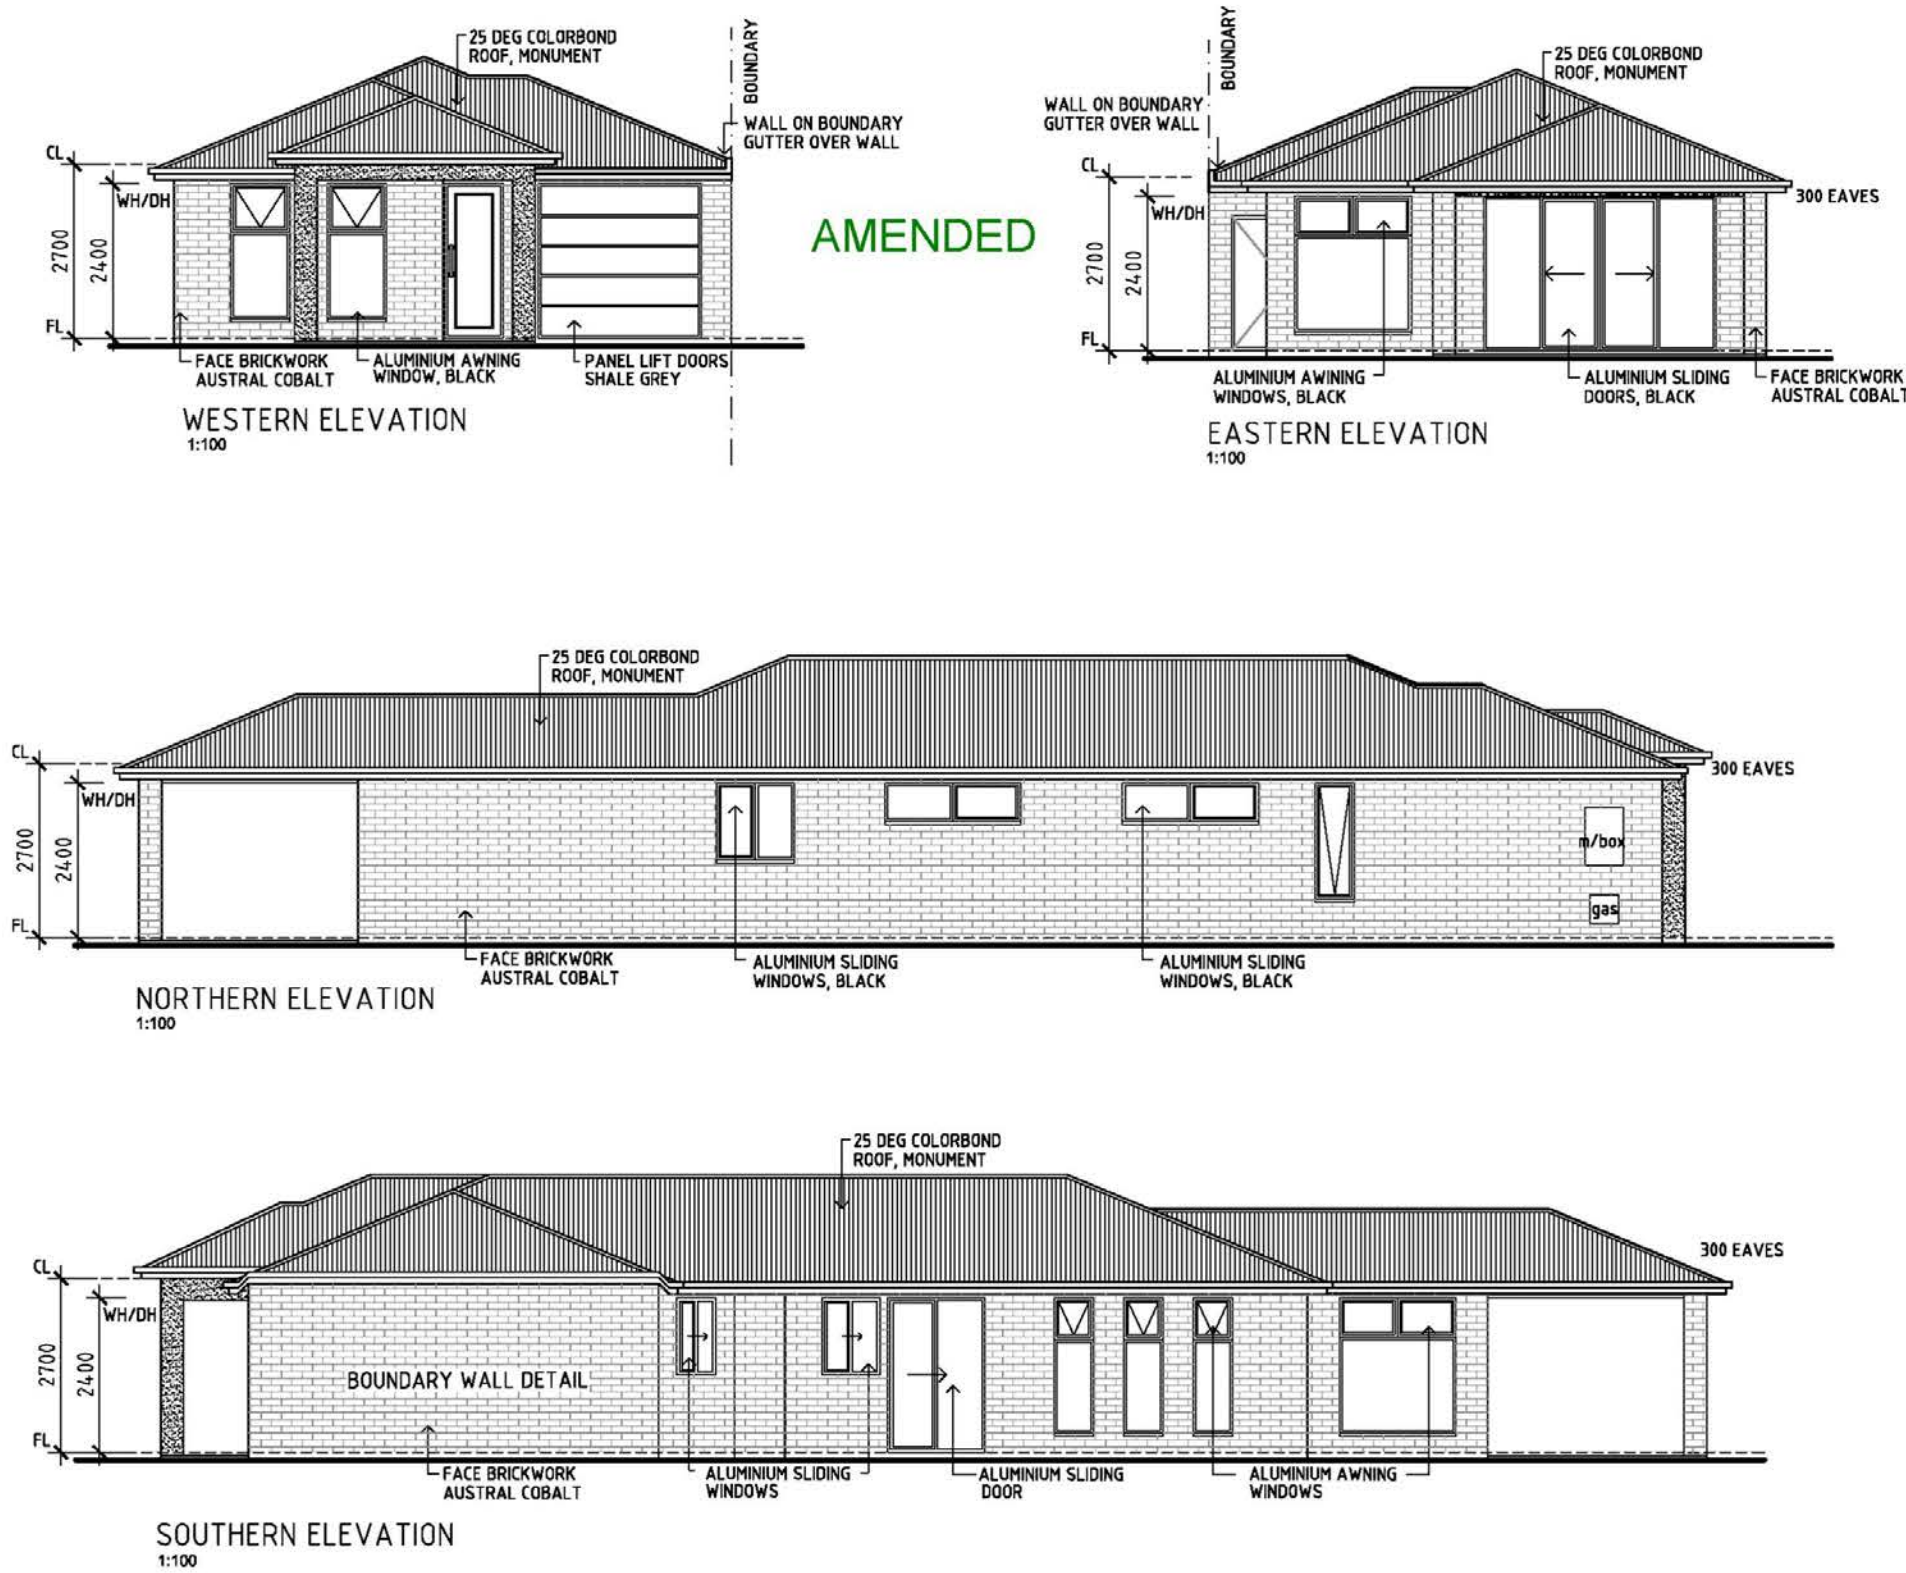 25 DEG COLORBOND
ROOF, MONUMENT
BOUNDARY
WALL ON BOUNDARY
GUTTER OVER WALL
CL
WH/DH
2700
2400
FL
FACE BRICKWORK
AUSTRAL COBALT
ALUMINIUM AWNING
WINDOW, BLACK
PANEL LIFT DOORS
SHALE GREY
WESTERN ELEVATION
1:100
AMENDED
BOUNDARY
25 DEG COLORBOND
ROOF, MONUMENT
WALL ON BOUNDARY
GUTTER OVER WALL
CL
WH/DH
300 EAVES
2700
2400
FL
ALUMINIUM AWINING
WINDOWS, BLACK
ALUMINIUM SLIDING
DOORS, BLACK
FACE BRICKWORK
AUSTRAL COBALT
EASTERN ELEVATION
1:100
25 DEG COLORBOND
ROOF, MONUMENT
CL
WH/DH
300 EAVES
2700
2400
m/box
gas
FL
FACE BRICKWORK
AUSTRAL COBALT
ALUMINIUM SLIDING
WINDOWS, BLACK
ALUMINIUM SLIDING
WINDOWS, BLACK
NORTHERN ELEVATION
1:100
25 DEG COLORBOND
ROOF, MONUMENT
300 EAVES
CL
WH/DH
2700
2400
BOUNDARY WALL DETAIL
FL
FACE BRICKWORK
AUSTRAL COBALT
ALUMINIUM SLIDING
WINDOWS
ALUMINIUM SLIDING
DOOR
ALUMINIUM AWNING
WINDOWS
SOUTHERN ELEVATION
1:100